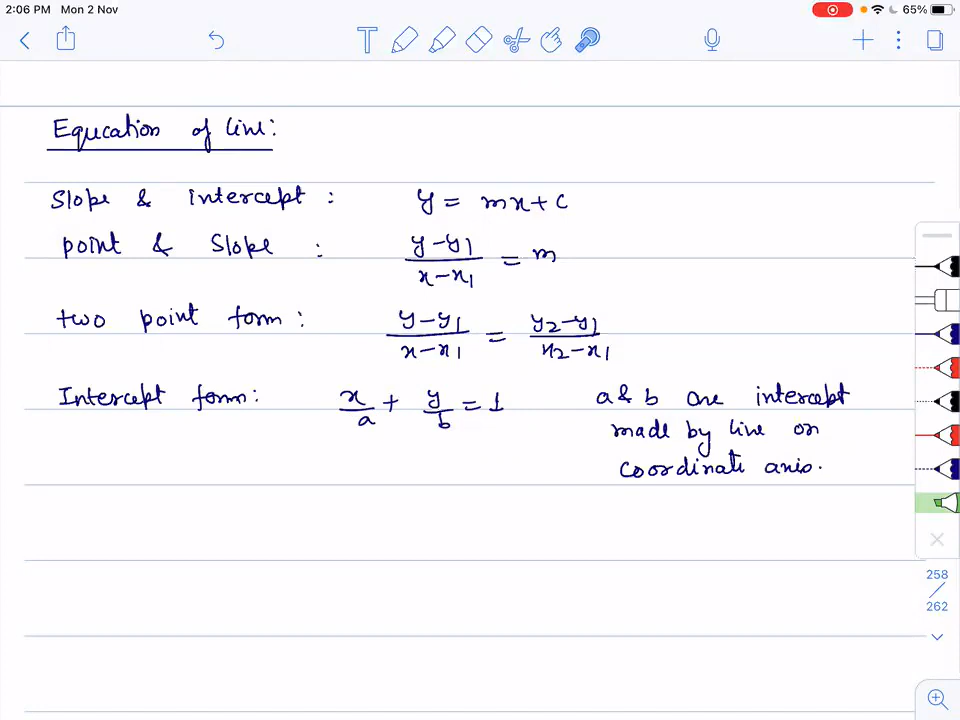 2:06 PM Mon 2 Nov 65%
Equcation of line:
Slope & intercept : y = mx + c
point & Slope : y-y1/x-x1 = m
two point form: y-y1/x-x1 = y2-y1/x2-x1
Intercept form: x/a + y/b = 1 a & b are intercept
made by line on
coordinate axis.
258
/
262